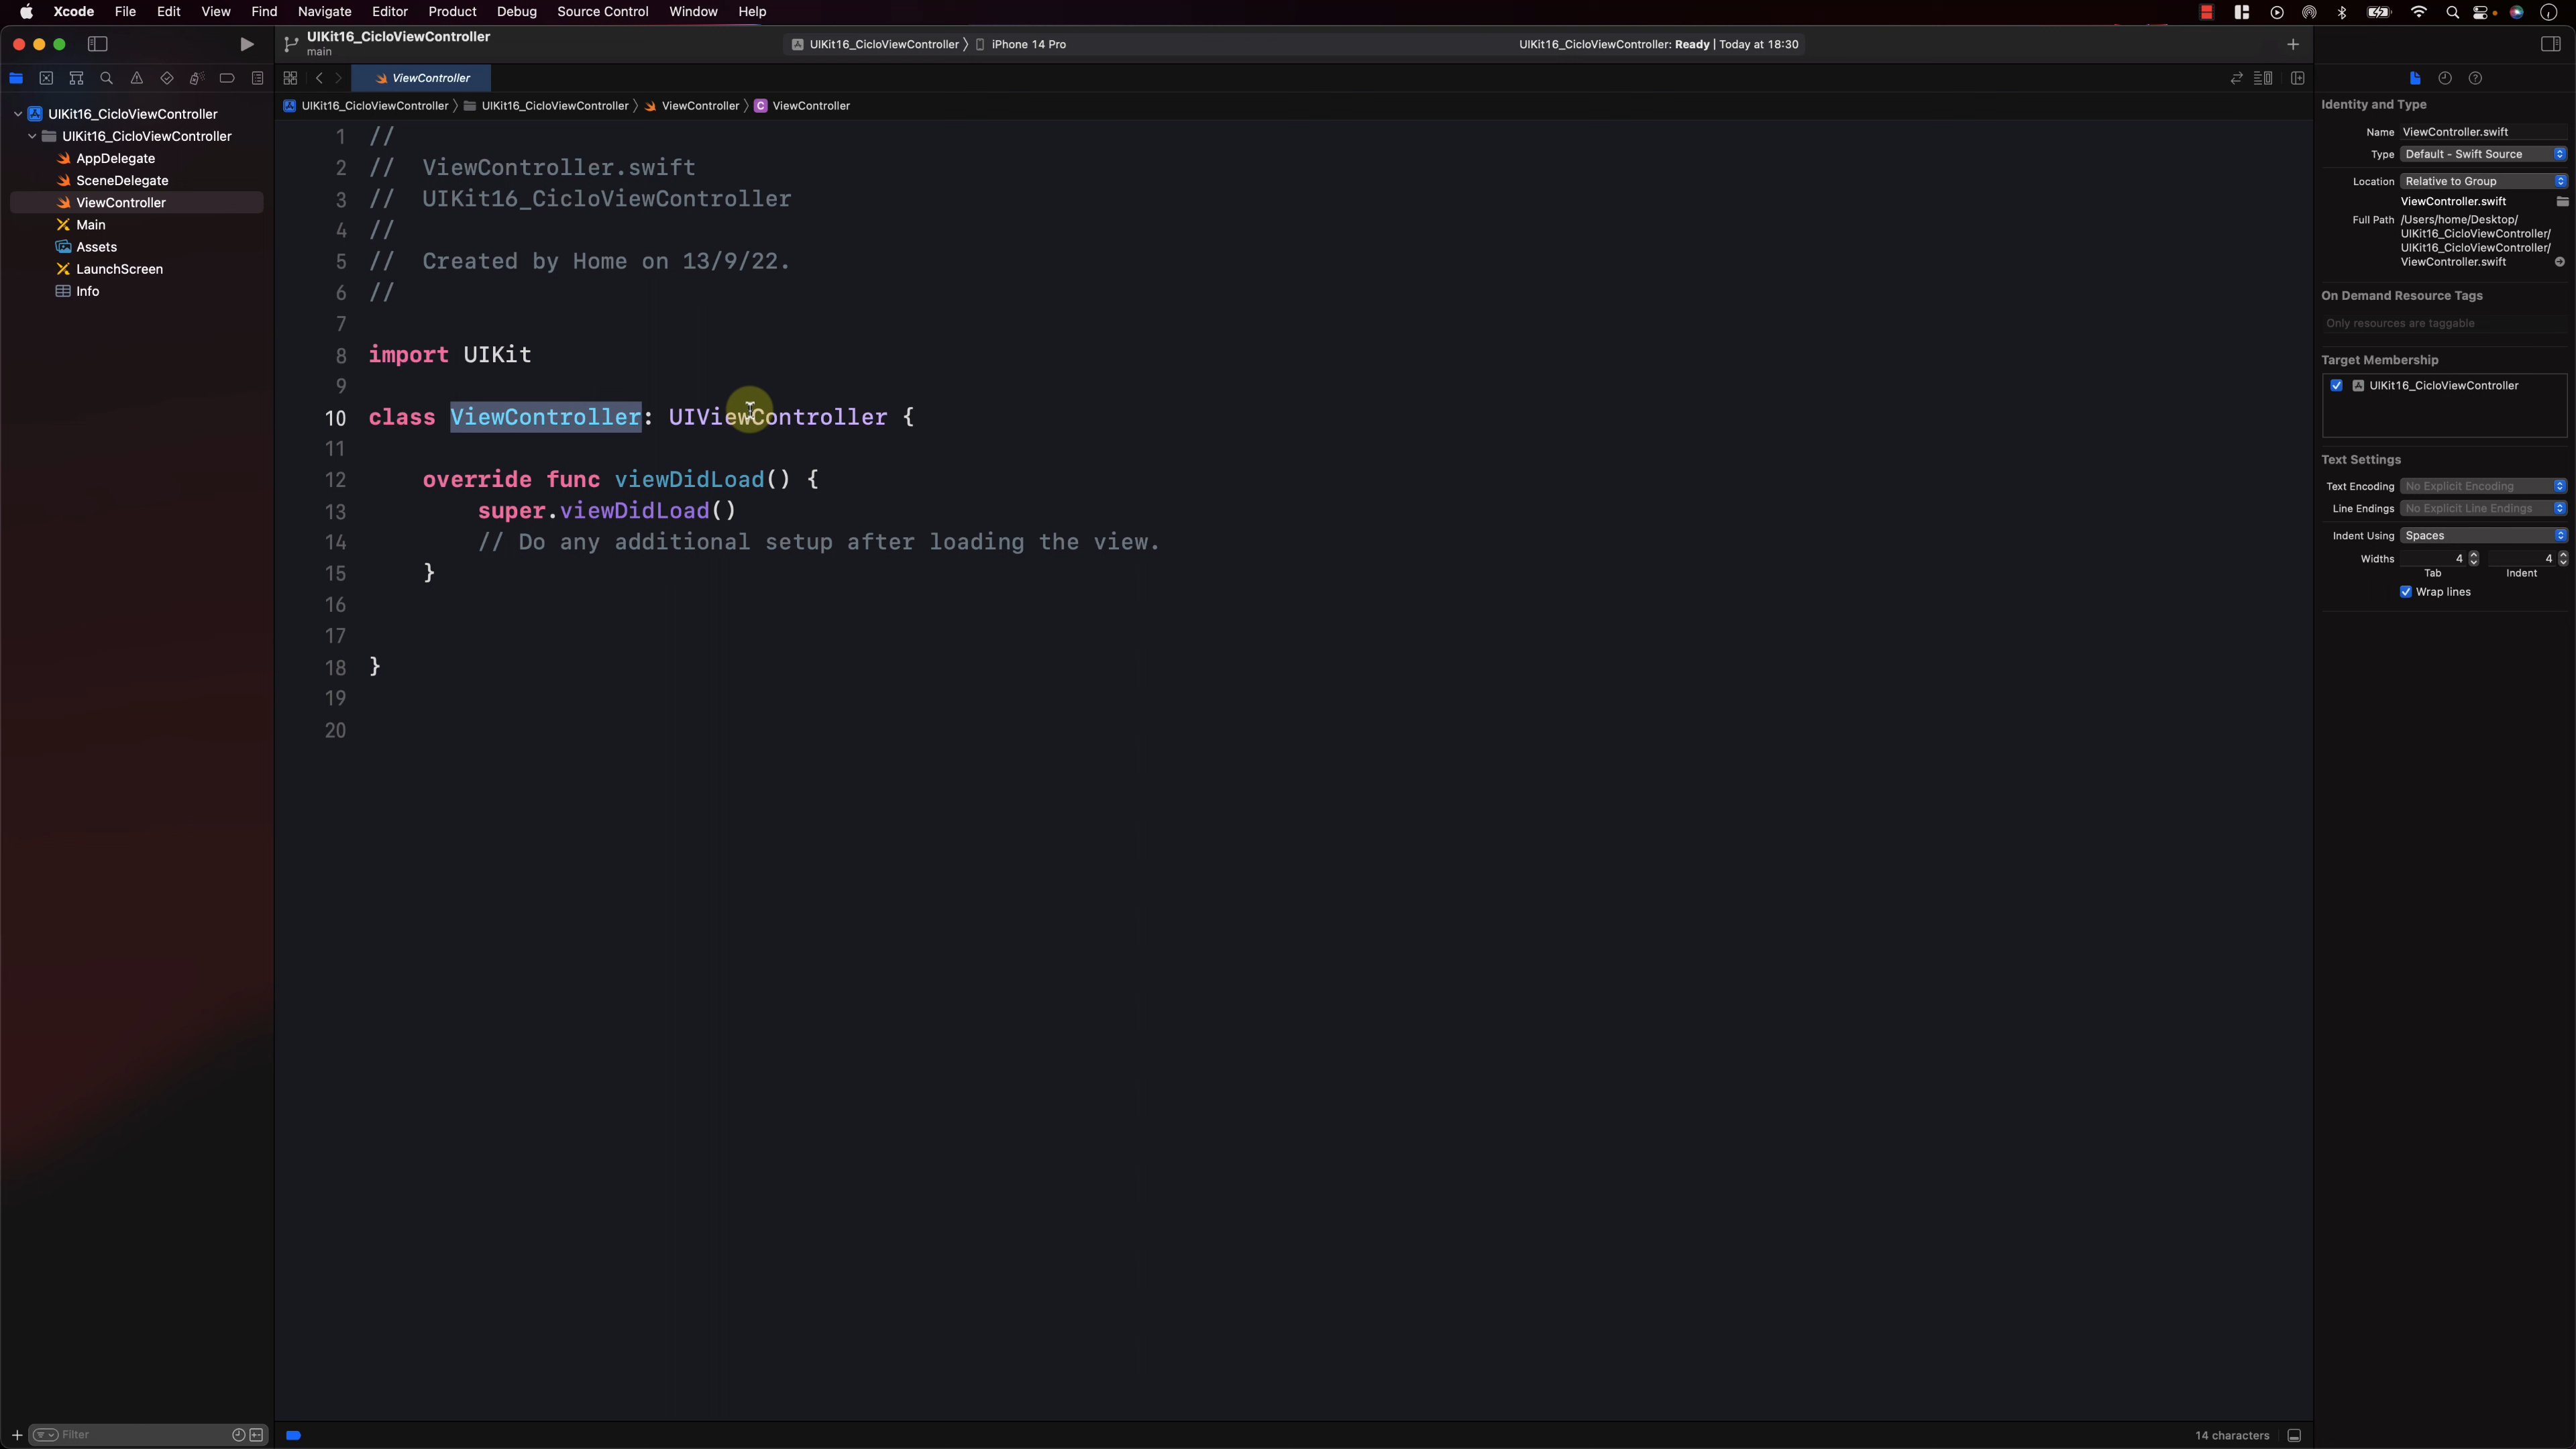 Xcode File Edit View Find Navigate Editor Product Debug Source Control Window Help
UIKit16_CicloViewController
main
UIKit16_CicloViewController 〉 iPhone 14 Pro
UIKit16_CicloViewController: Ready | Today at 18:30
ViewController
UIKit16_CicloViewController 〉 UIKit16_CicloViewController 〉 ViewController 〉 C ViewController
UIKit16_CicloViewController
UIKit16_CicloViewController
AppDelegate
SceneDelegate
ViewController
Main
Assets
LaunchScreen
Info
Filter
1 //
2 //  ViewController.swift
3 //  UIKit16_CicloViewController
4 //
5 //  Created by Home on 13/9/22.
6 //
7
8 import UIKit
9
10 class ViewController: UIViewController {
11
12     override func viewDidLoad() {
13         super.viewDidLoad()
14         // Do any additional setup after loading the view.
15     }
16
17
18 }
19
20
14 characters
Identity and Type
Name ViewController.swift
Type Default - Swift Source
Location Relative to Group
ViewController.swift
Full Path /Users/home/Desktop/
UIKit16_CicloViewController/
UIKit16_CicloViewController/
ViewController.swift
On Demand Resource Tags
Only resources are taggable
Target Membership
UIKit16_CicloViewController
Text Settings
Text Encoding No Explicit Encoding
Line Endings No Explicit Line Endings
Indent Using Spaces
Widths 4 4
Tab Indent
Wrap lines